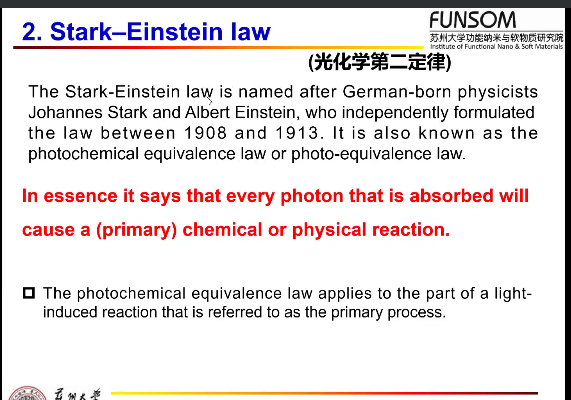 2. Stark–Einstein law
FUNSOM
苏州大学功能纳米与软物质研究院
Institute of Functional Nano & Soft Materials
(光化学第二定律)
The Stark-Einstein law is named after German-born physicists
Johannes Stark and Albert Einstein, who independently formulated
the law between 1908 and 1913. It is also known as the
photochemical equivalence law or photo-equivalence law.
In essence it says that every photon that is absorbed will
cause a (primary) chemical or physical reaction.
The photochemical equivalence law applies to the part of a light-
induced reaction that is referred to as the primary process.